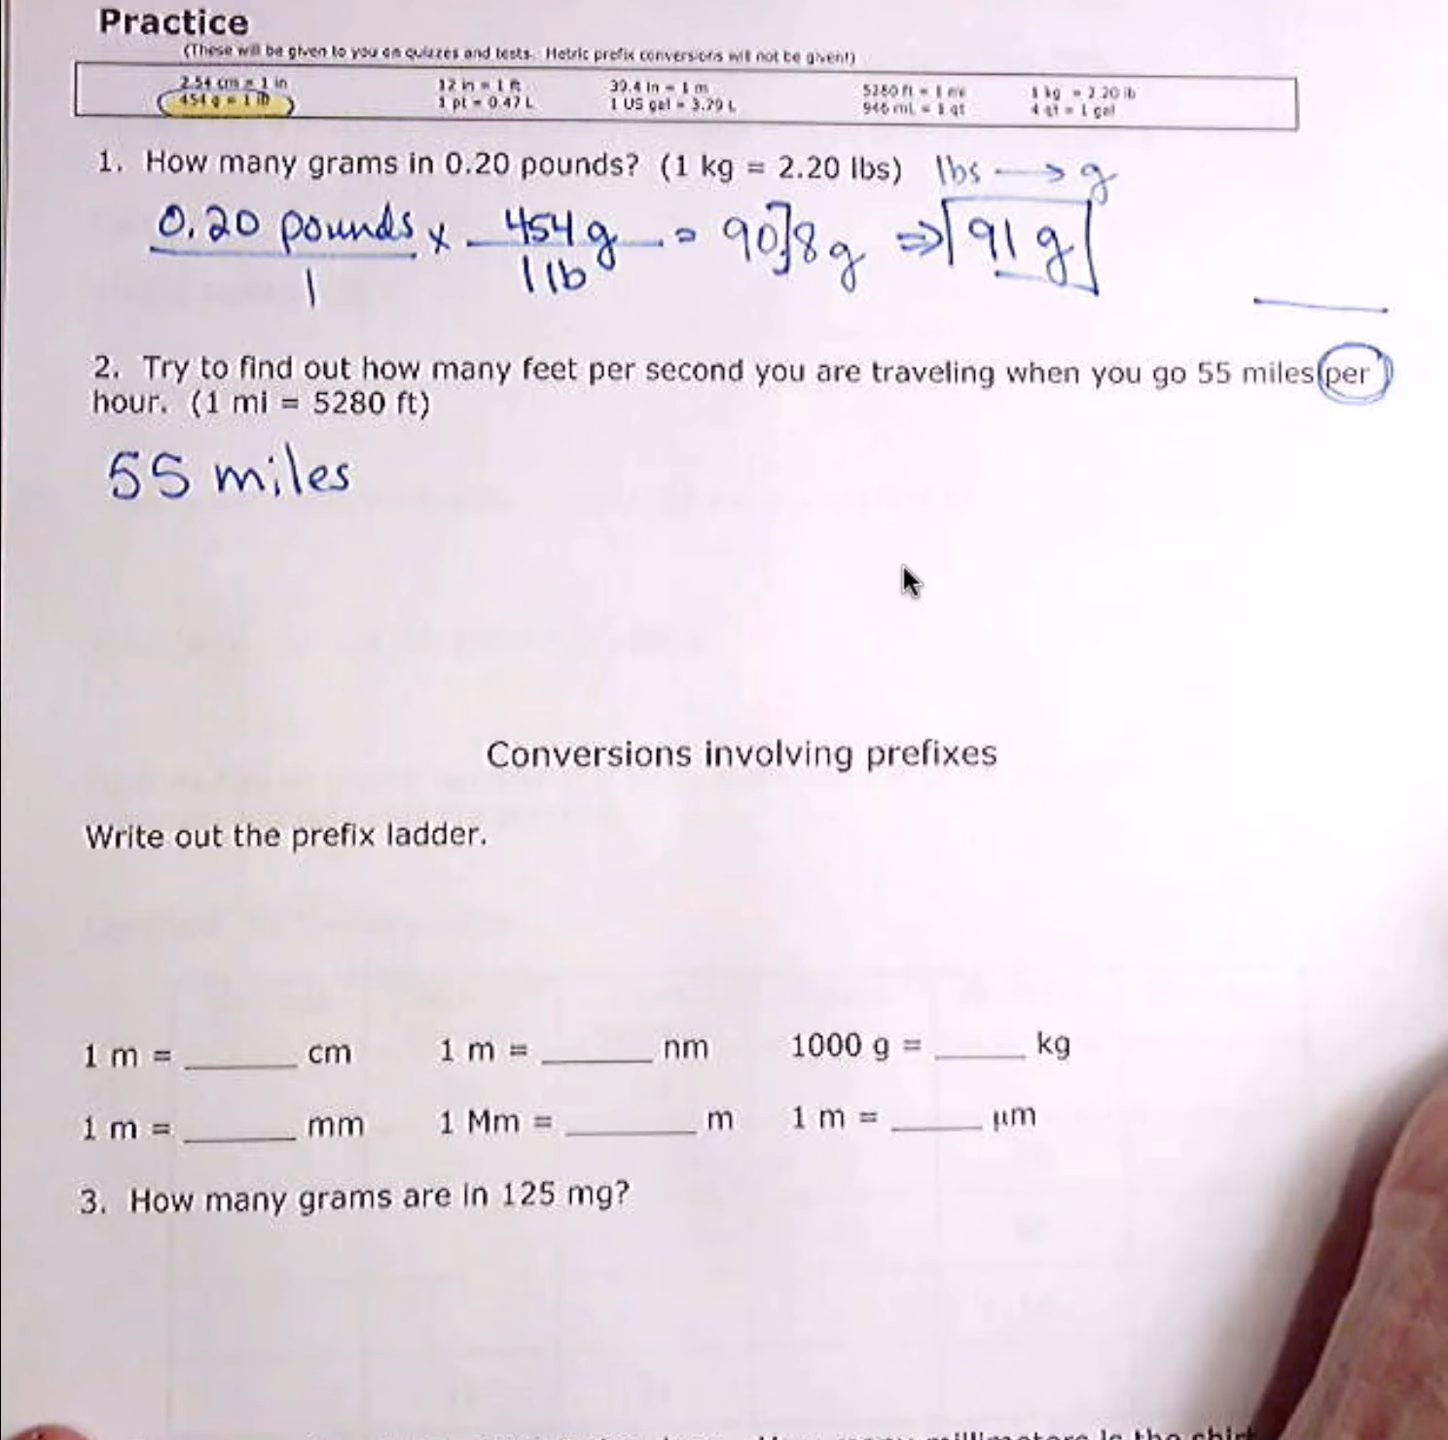 Practice
(These will be given to you on quizzes and tests. Metric prefix conversions will not be given!)
2.54 cm = 1 in 12 in = 1 ft 39.4 in = 1 m 5280 ft = 1 mi 1 kg = 2.20 lb
454 g = 1 lb 1 pt = 0.47 L 1 US gal = 3.79 L 946 mL = 1 qt 4 qt = 1 gal
1. How many grams in 0.20 pounds? (1 kg = 2.20 lbs) lbs → g
0.20 pounds x 454 g = 90.8 g ⇒ 91 g
1 1 lb
2. Try to find out how many feet per second you are traveling when you go 55 miles per
hour. (1 mi = 5280 ft)
55 miles
Conversions involving prefixes
Write out the prefix ladder.
1 m = ______ cm 1 m = ______ nm 1000 g = _____ kg
1 m = ______ mm 1 Mm = _______ m 1 m = _____ µm
3. How many grams are in 125 mg?
millimeters is the shirt